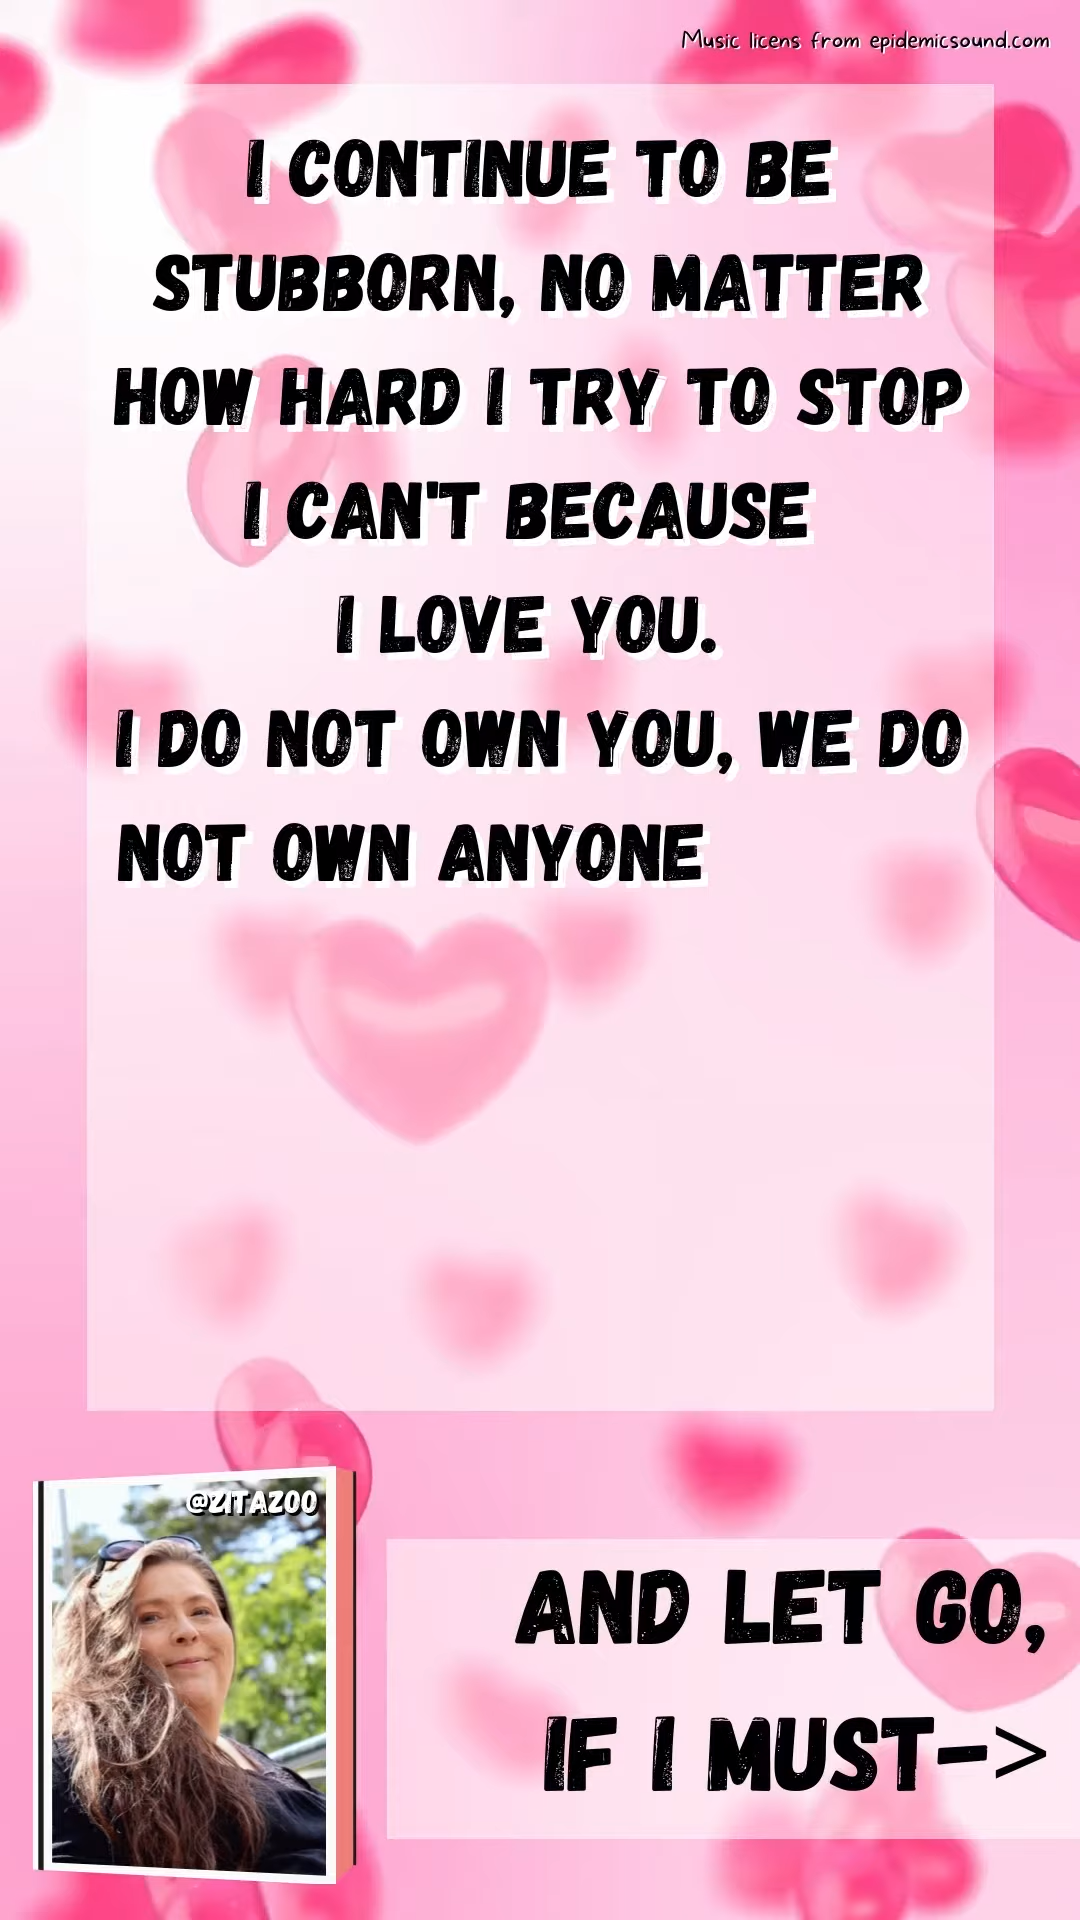 Music licens from epidemicsound.com
I CONTINUE TO BE
STUBBORN, NO MATTER
HOW HARD I TRY TO STOP
I CAN'T BECAUSE
I LOVE YOU.
I DO NOT OWN YOU, WE DO
NOT OWN ANYONE
@ZITAZOO
AND LET GO,
IF I MUST->